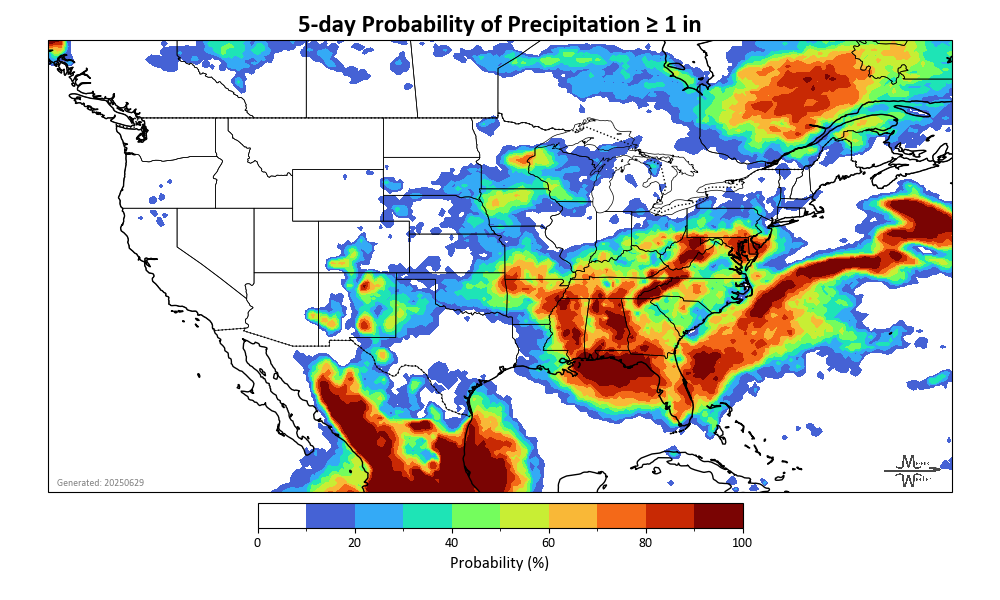 5-day Probability of Precipitation ≥ 1 in
Generated: 20250629
0 20 40 60 80 100
Probability (%)